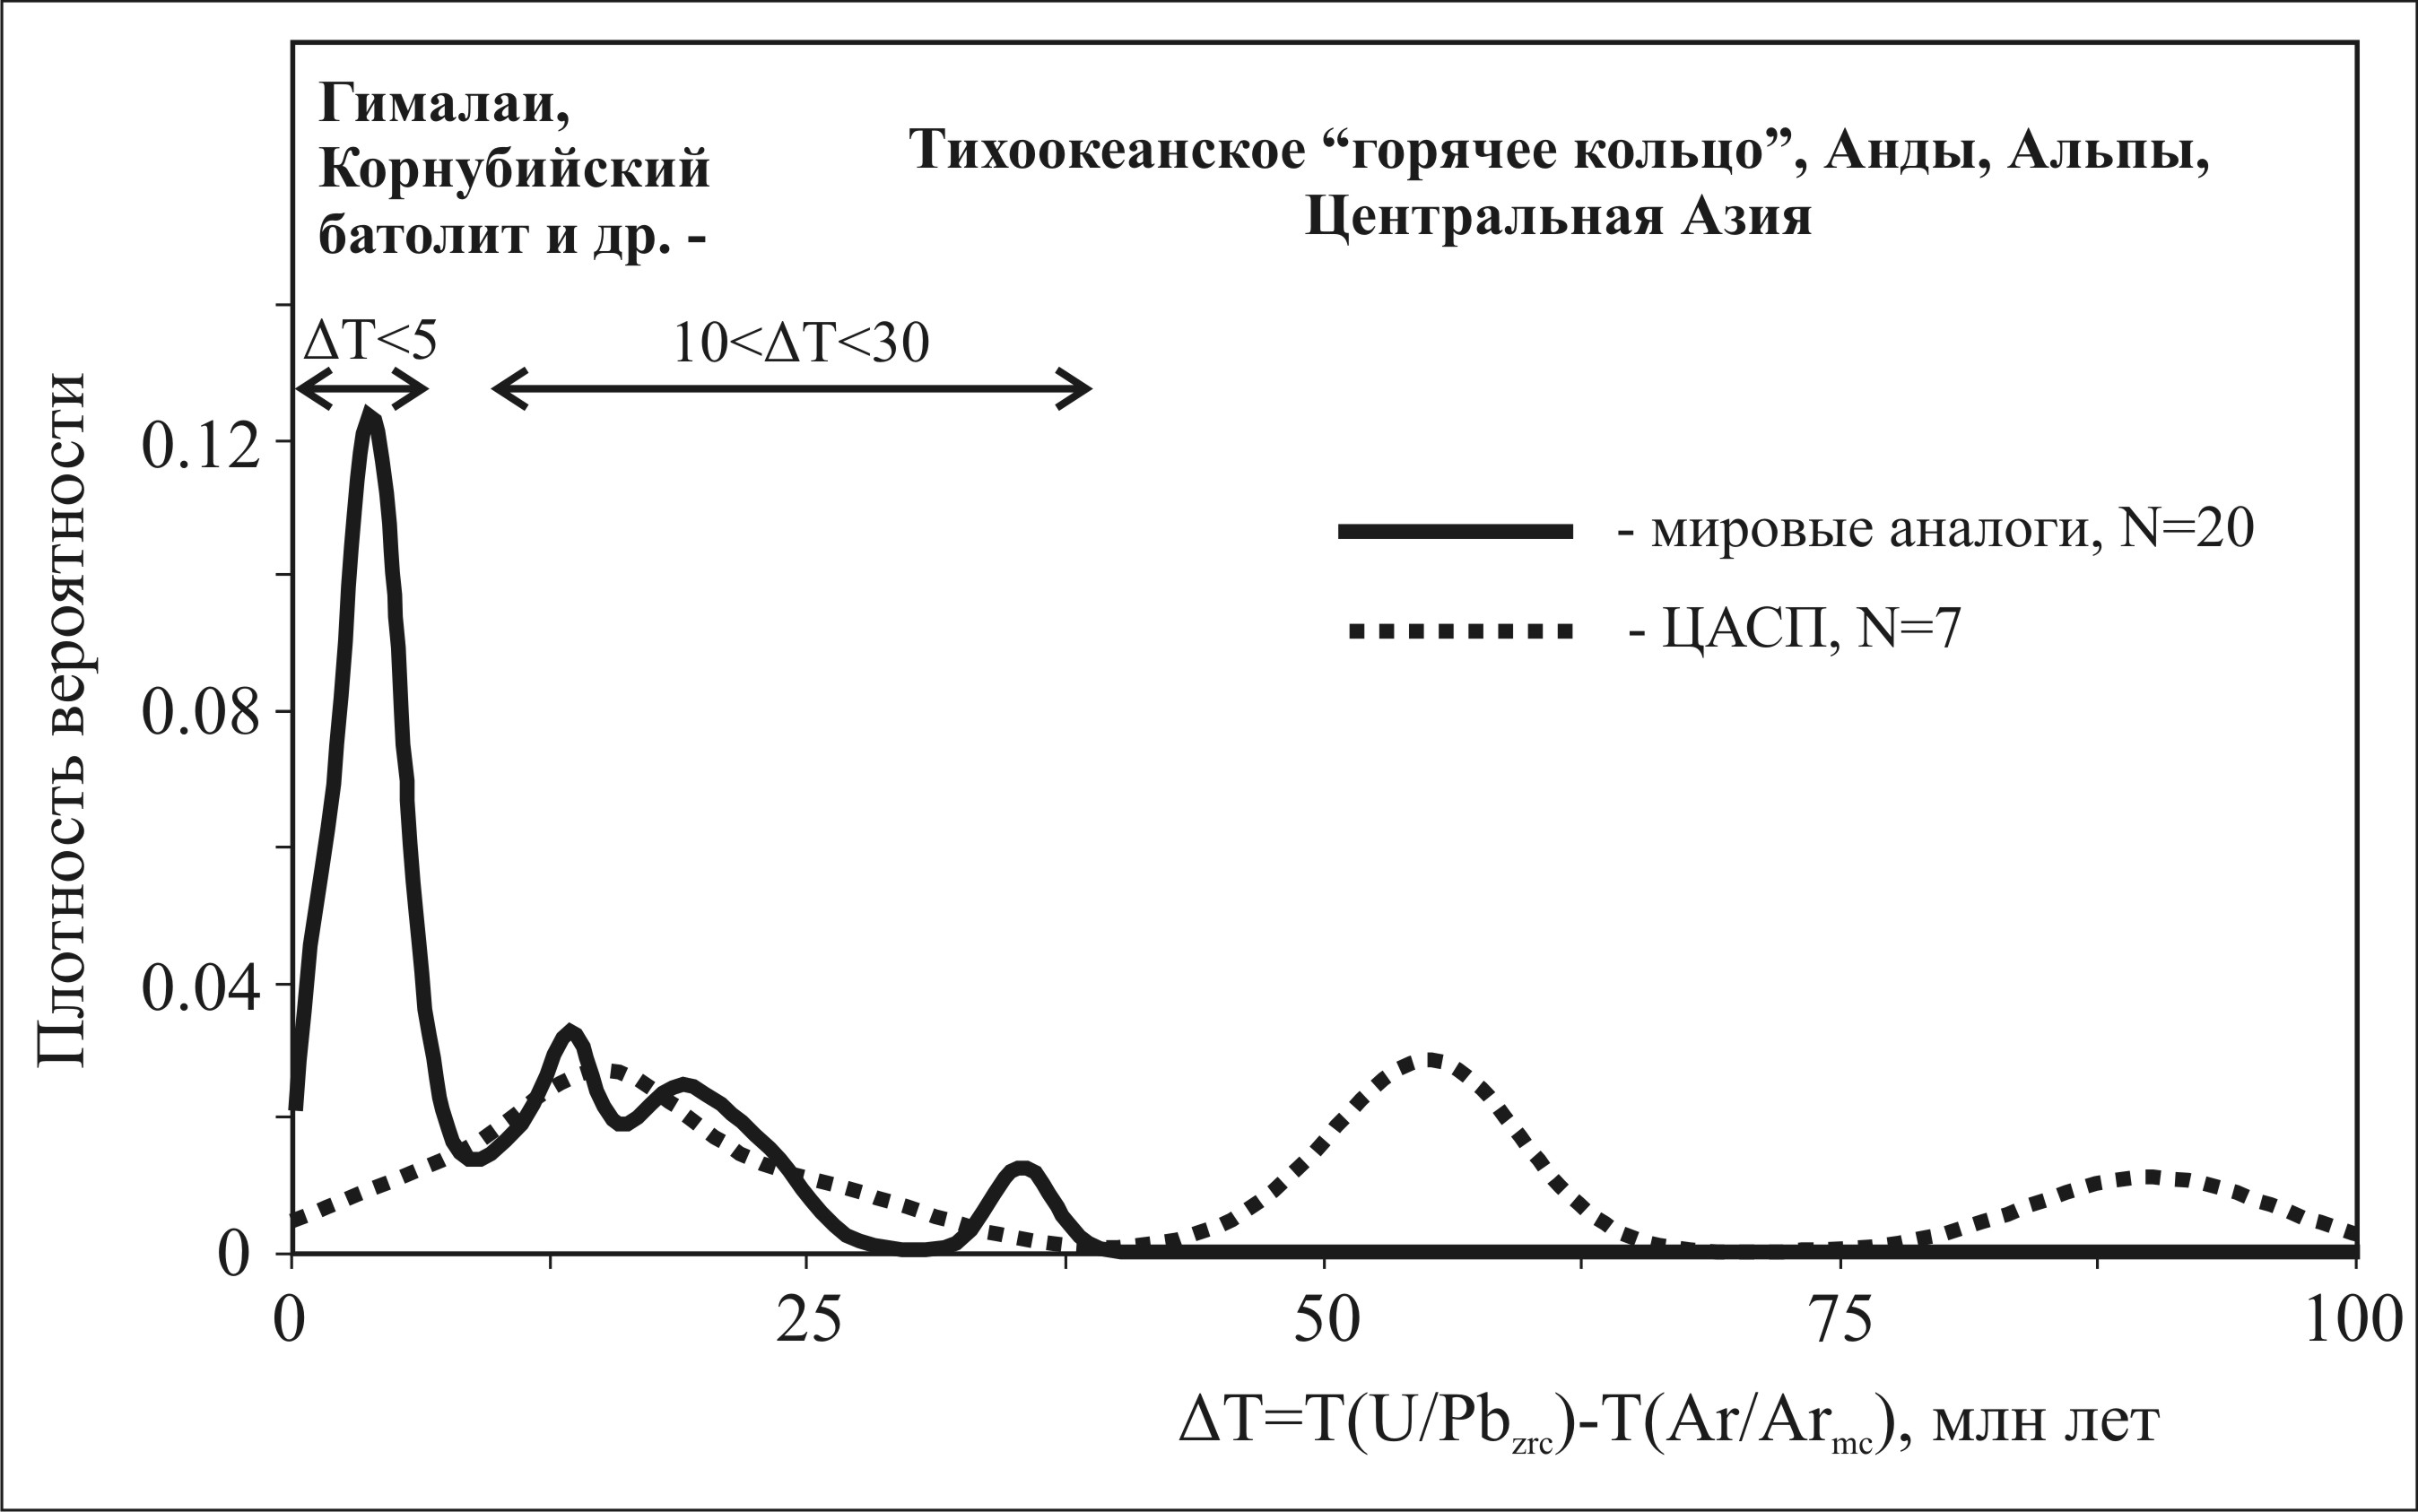 Гималаи,
Корнубийский
батолит и др. -
Тихоокеанское “горячее кольцо”, Анды, Альпы,
Центральная Азия
ΔT<5
10<ΔT<30
- мировые аналоги, N=20
- ЦАСП, N=7
Плотность вероятности
0.12
0.08
0.04
0
0
25
50
75
100
ΔT=T(U/Pbzrc)-T(Ar/Armc), млн лет